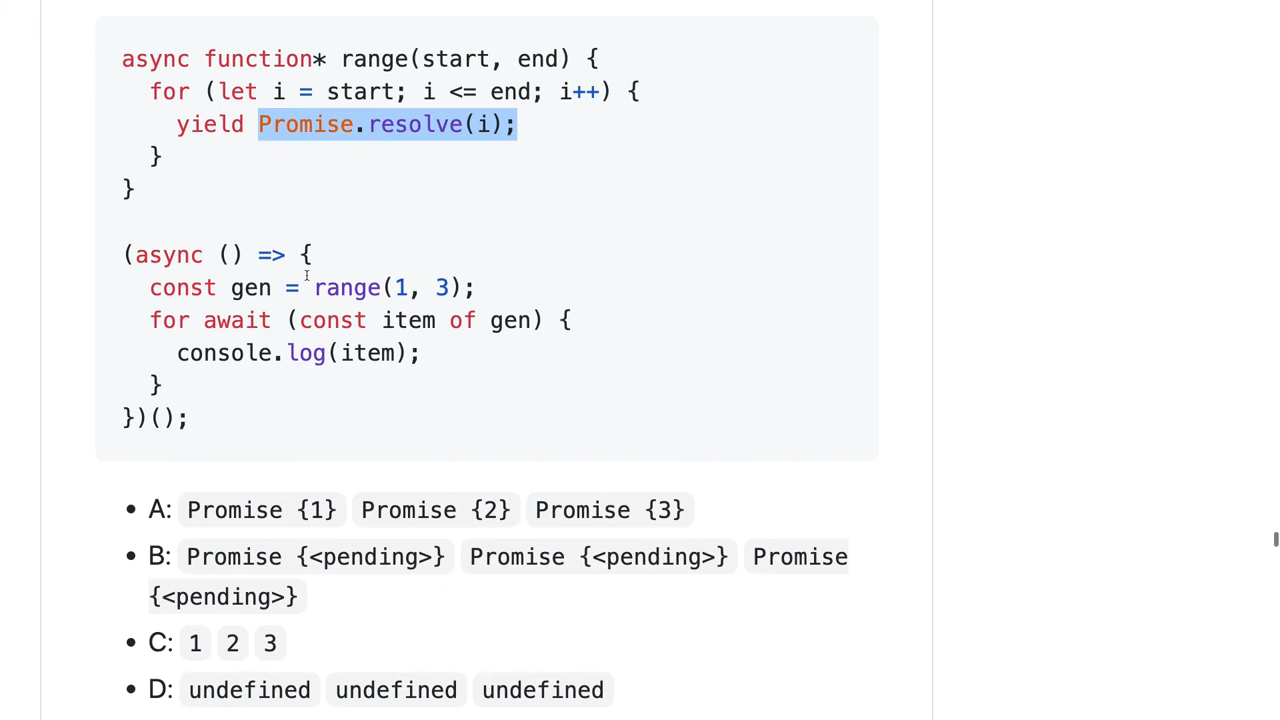 async function* range(start, end) {
for (let i = start; i <= end; i++) {
yield Promise.resolve(i);
}
}
(async () => {
const gen = range(1, 3);
for await (const item of gen) {
console.log(item);
}
})();
• A: Promise {1} Promise {2} Promise {3}
• B: Promise {<pending>} Promise {<pending>} Promise
{<pending>}
• C: 1 2 3
• D: undefined undefined undefined